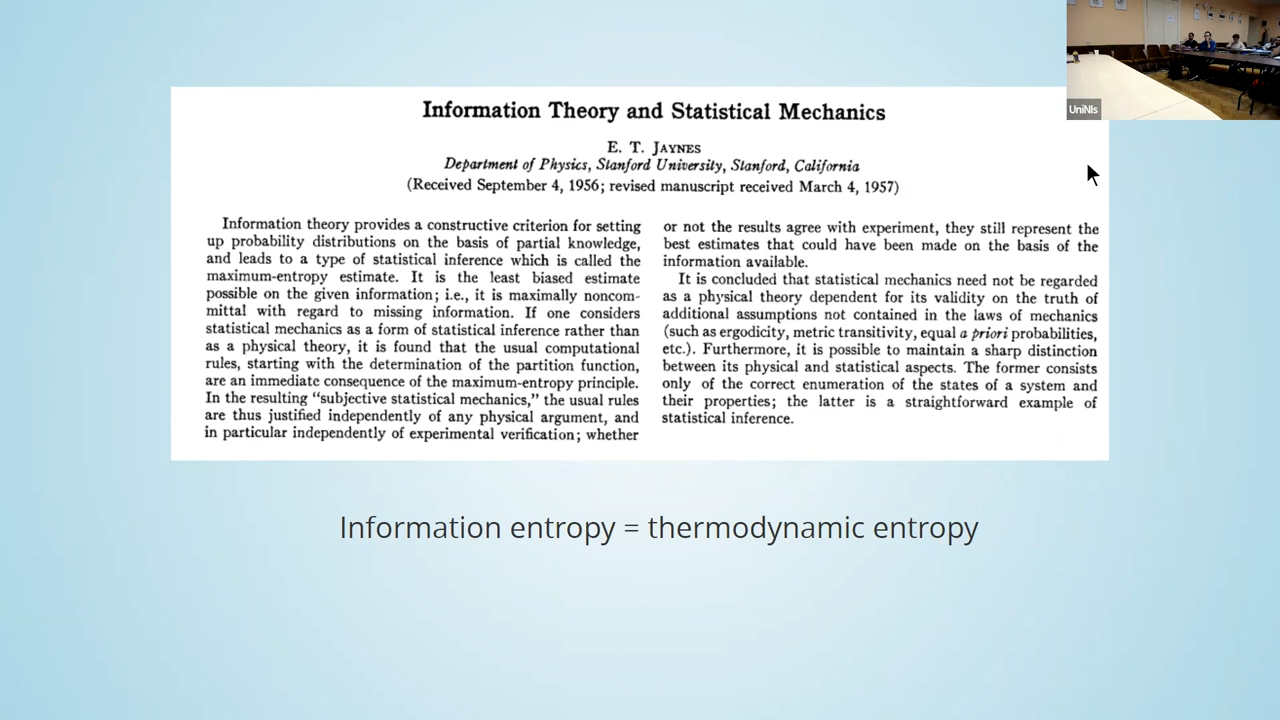 Information Theory and Statistical Mechanics
E. T. JAYNES
Department of Physics, Stanford University, Stanford, California
(Received September 4, 1956; revised manuscript received March 4, 1957)
Information theory provides a constructive criterion for setting
up probability distributions on the basis of partial knowledge,
and leads to a type of statistical inference which is called the
maximum-entropy estimate. It is the least biased estimate
possible on the given information; i.e., it is maximally noncom-
mittal with regard to missing information. If one considers
statistical mechanics as a form of statistical inference rather than
as a physical theory, it is found that the usual computational
rules, starting with the determination of the partition function,
are an immediate consequence of the maximum-entropy principle.
In the resulting “subjective statistical mechanics,” the usual rules
are thus justified independently of any physical argument, and
in particular independently of experimental verification; whether
or not the results agree with experiment, they still represent the
best estimates that could have been made on the basis of the
information available.
It is concluded that statistical mechanics need not be regarded
as a physical theory dependent for its validity on the truth of
additional assumptions not contained in the laws of mechanics
(such as ergodicity, metric transitivity, equal a priori probabilities,
etc.). Furthermore, it is possible to maintain a sharp distinction
between its physical and statistical aspects. The former consists
only of the correct enumeration of the states of a system and
their properties; the latter is a straightforward example of
statistical inference.
Information entropy = thermodynamic entropy
UniNIs